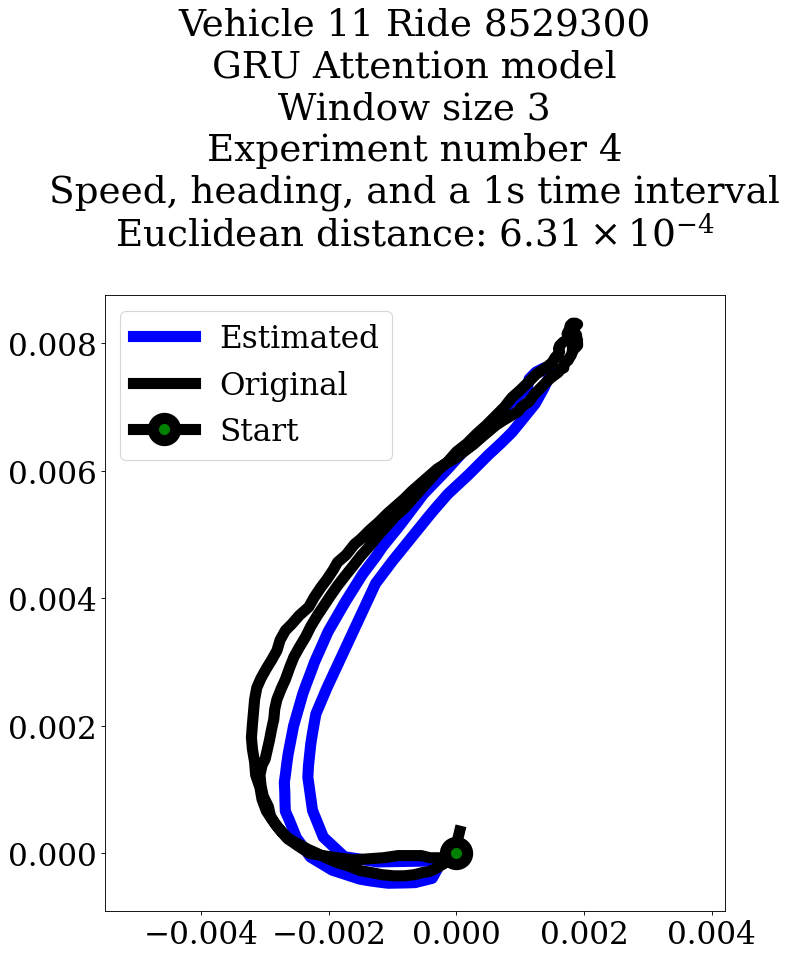 Vehicle 11 Ride 8529300
GRU Attention model
Window size 3
Experiment number 4
Speed, heading, and a 1s time interval
Euclidean distance: 6.31 × 10⁻⁴
Estimated
Original
Start
0.008
0.006
0.004
0.002
0.000
−0.004 −0.002 0.000 0.002 0.004